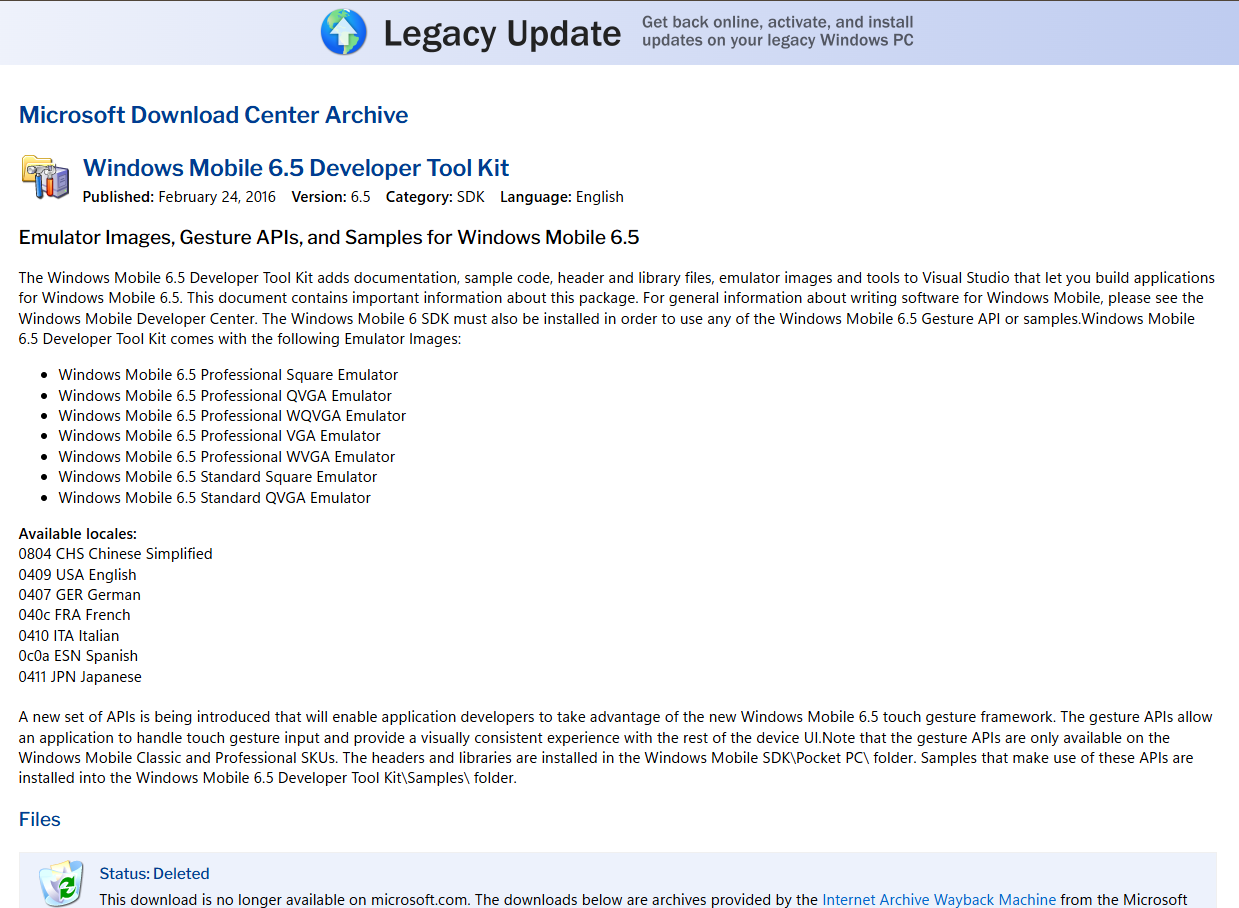 Legacy Update
Get back online, activate, and install
updates on your legacy Windows PC
Microsoft Download Center Archive
Windows Mobile 6.5 Developer Tool Kit
Published: February 24, 2016 Version: 6.5 Category: SDK Language: English
Emulator Images, Gesture APIs, and Samples for Windows Mobile 6.5
The Windows Mobile 6.5 Developer Tool Kit adds documentation, sample code, header and library files, emulator images and tools to Visual Studio that let you build applications
for Windows Mobile 6.5. This document contains important information about this package. For general information about writing software for Windows Mobile, please see the
Windows Mobile Developer Center. The Windows Mobile 6 SDK must also be installed in order to use any of the Windows Mobile 6.5 Gesture API or samples.Windows Mobile
6.5 Developer Tool Kit comes with the following Emulator Images:
• Windows Mobile 6.5 Professional Square Emulator
• Windows Mobile 6.5 Professional QVGA Emulator
• Windows Mobile 6.5 Professional WQVGA Emulator
• Windows Mobile 6.5 Professional VGA Emulator
• Windows Mobile 6.5 Professional WVGA Emulator
• Windows Mobile 6.5 Standard Square Emulator
• Windows Mobile 6.5 Standard QVGA Emulator
Available locales:
0804 CHS Chinese Simplified
0409 USA English
0407 GER German
040c FRA French
0410 ITA Italian
0c0a ESN Spanish
0411 JPN Japanese
A new set of APIs is being introduced that will enable application developers to take advantage of the new Windows Mobile 6.5 touch gesture framework. The gesture APIs allow
an application to handle touch gesture input and provide a visually consistent experience with the rest of the device UI.Note that the gesture APIs are only available on the
Windows Mobile Classic and Professional SKUs. The headers and libraries are installed in the Windows Mobile SDK\Pocket PC\ folder. Samples that make use of these APIs are
installed into the Windows Mobile 6.5 Developer Tool Kit\Samples\ folder.
Files
Status: Deleted
This download is no longer available on microsoft.com. The downloads below are archives provided by the Internet Archive Wayback Machine from the Microsoft